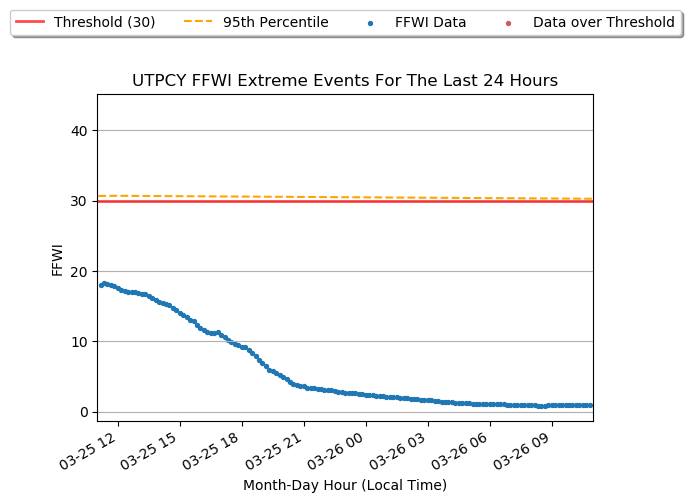 Threshold (30) 95th Percentile FFWI Data Data over Threshold
UTPCY FFWI Extreme Events For The Last 24 Hours
40
30
20
10
0
FFWI
03-25 12 03-25 15 03-25 18 03-25 21 03-26 00 03-26 03 03-26 06 03-26 09
Month-Day Hour (Local Time)